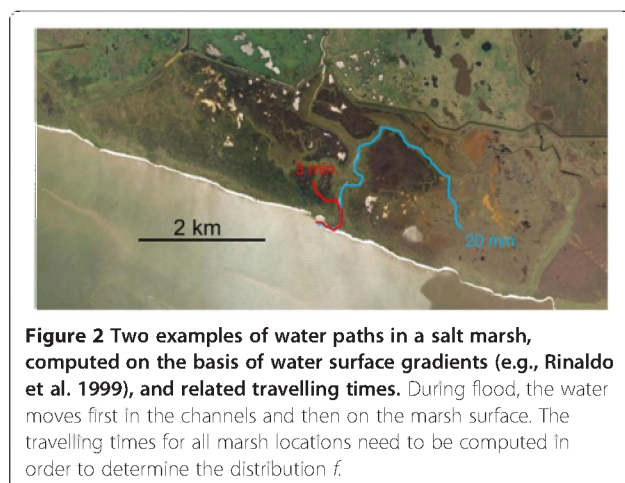 3 min
2 km
20 min
Figure 2 Two examples of water paths in a salt marsh,
computed on the basis of water surface gradients (e.g., Rinaldo
et al. 1999), and related travelling times. During flood, the water
moves first in the channels and then on the marsh surface. The
travelling times for all marsh locations need to be computed in
order to determine the distribution f.